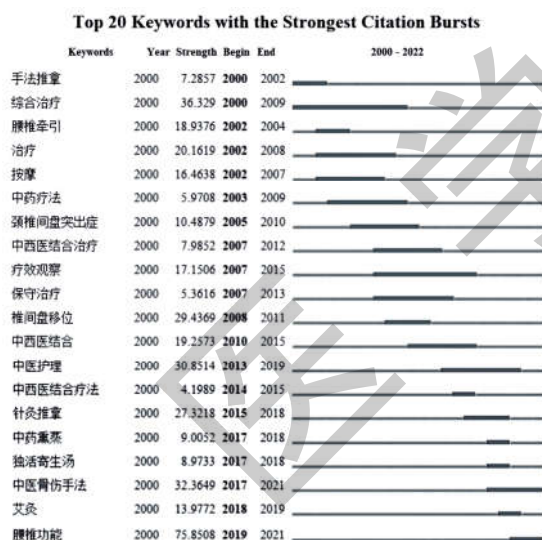 Top 20 Keywords with the Strongest Citation Bursts
Keywords Year Strength Begin End 2000 - 2022
手法推拿 2000 7.2857 2000 2002
综合治疗 2000 36.329 2000 2009
腰椎牵引 2000 18.9376 2002 2004
治疗 2000 20.1619 2002 2008
按摩 2000 16.4638 2002 2007
中药疗法 2000 5.9708 2003 2009
颈椎间盘突出症 2000 10.4879 2005 2010
中西医结合治疗 2000 7.9852 2007 2012
疗效观察 2000 17.1506 2007 2015
保守治疗 2000 5.3616 2007 2013
椎间盘移位 2000 29.4369 2008 2011
中西医结合 2000 19.2573 2010 2015
中医护理 2000 30.8514 2013 2019
中西医结合疗法 2000 4.1989 2014 2015
针灸推拿 2000 27.3218 2015 2018
中药熏蒸 2000 9.0052 2017 2018
独活寄生汤 2000 8.9733 2017 2018
中医骨伤手法 2000 32.3649 2017 2021
艾灸 2000 13.9772 2018 2019
腰椎功能 2000 75.8508 2019 2021
医学